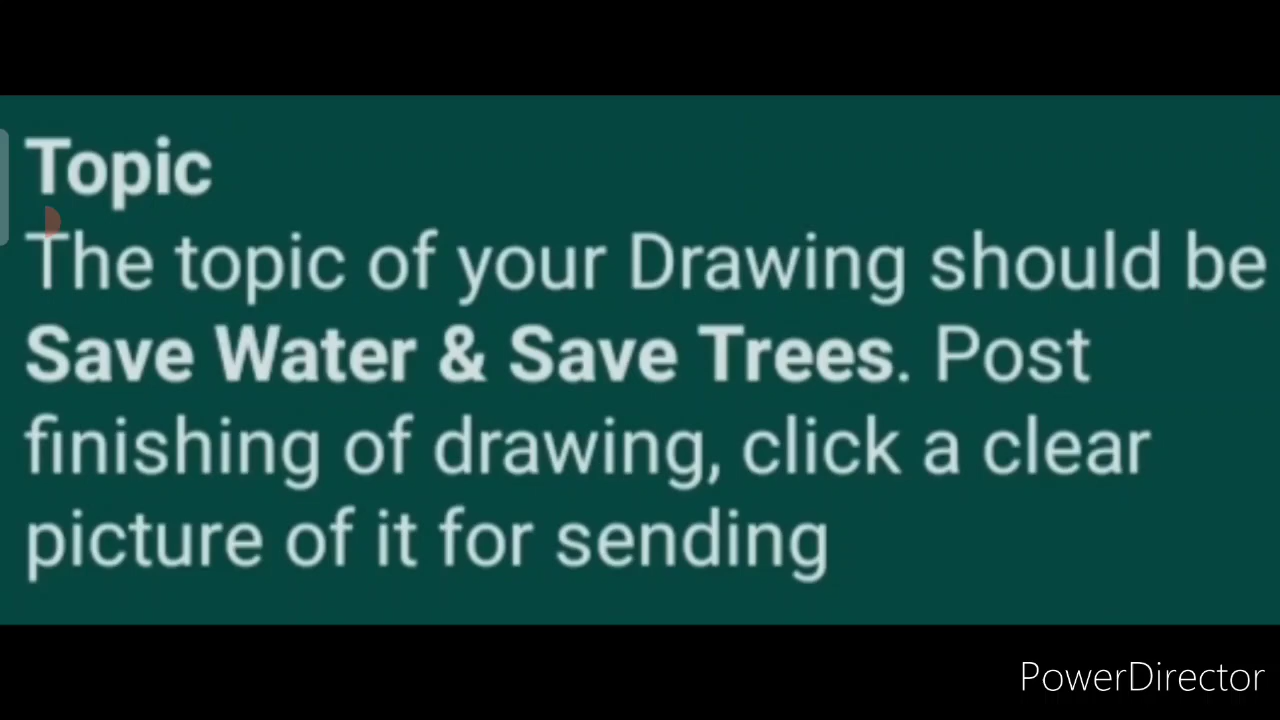 Topic
The topic of your Drawing should be
Save Water & Save Trees. Post
finishing of drawing, click a clear
picture of it for sending
PowerDirector